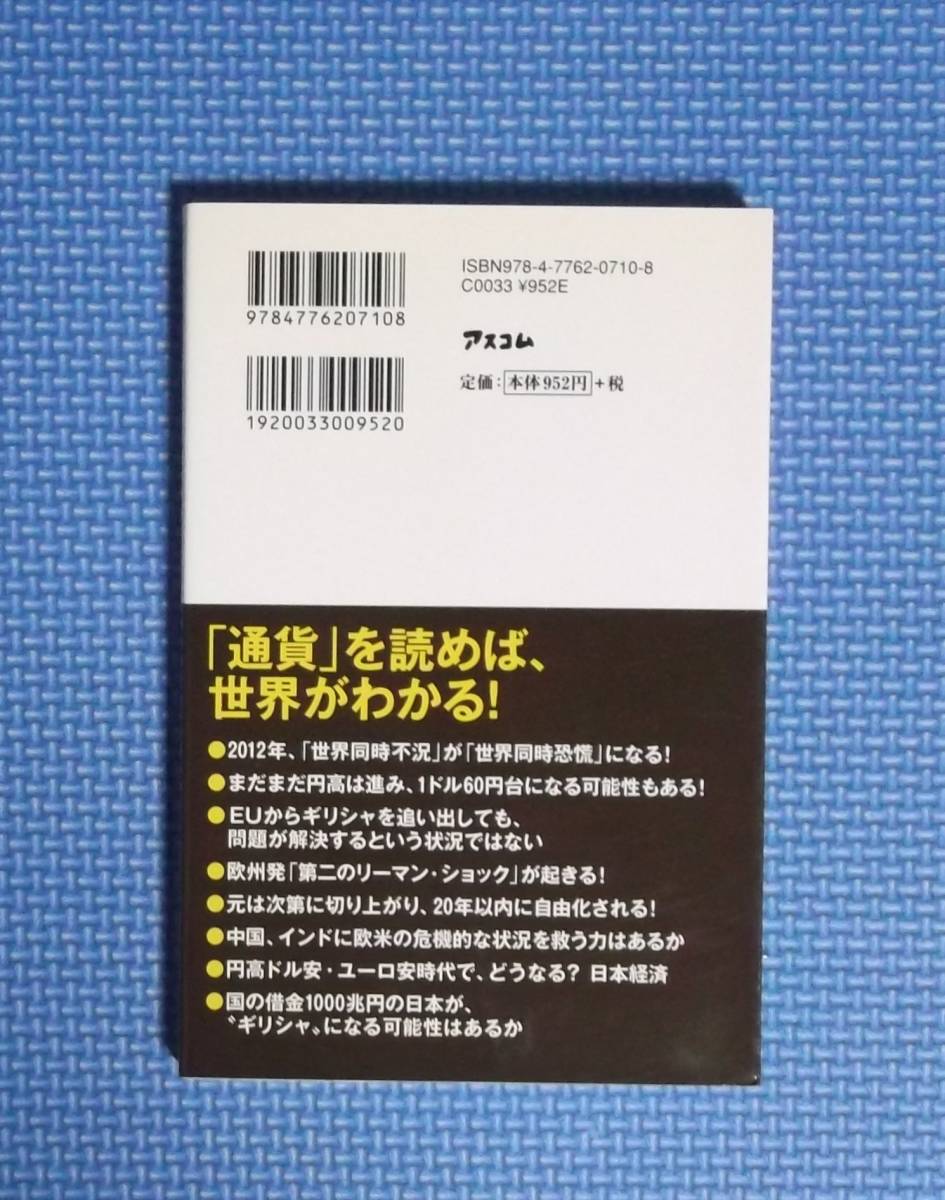 9784776207108
1920033009520
ISBN978-4-7762-0710-8
C0033 ¥952E
アスコム
定価：本体952円+税
「通貨」を読めば、
世界がわかる！
●2012年、「世界同時不況」が「世界同時恐慌」になる！
●まだまだ円高は進み、1ドル60円台になる可能性もある！
●EUからギリシャを追い出しても、
問題が解決するという状況ではない
●欧州発「第二のリーマン・ショック」が起きる！
●元は次第に切り上がり、20年以内に自由化される！
●中国、インドに欧米の危機的な状況を救う力はあるか
●円高ドル安・ユーロ安時代で、どうなる？ 日本経済
●国の借金1000兆円の日本が、
〝ギリシャ〟になる可能性はあるか